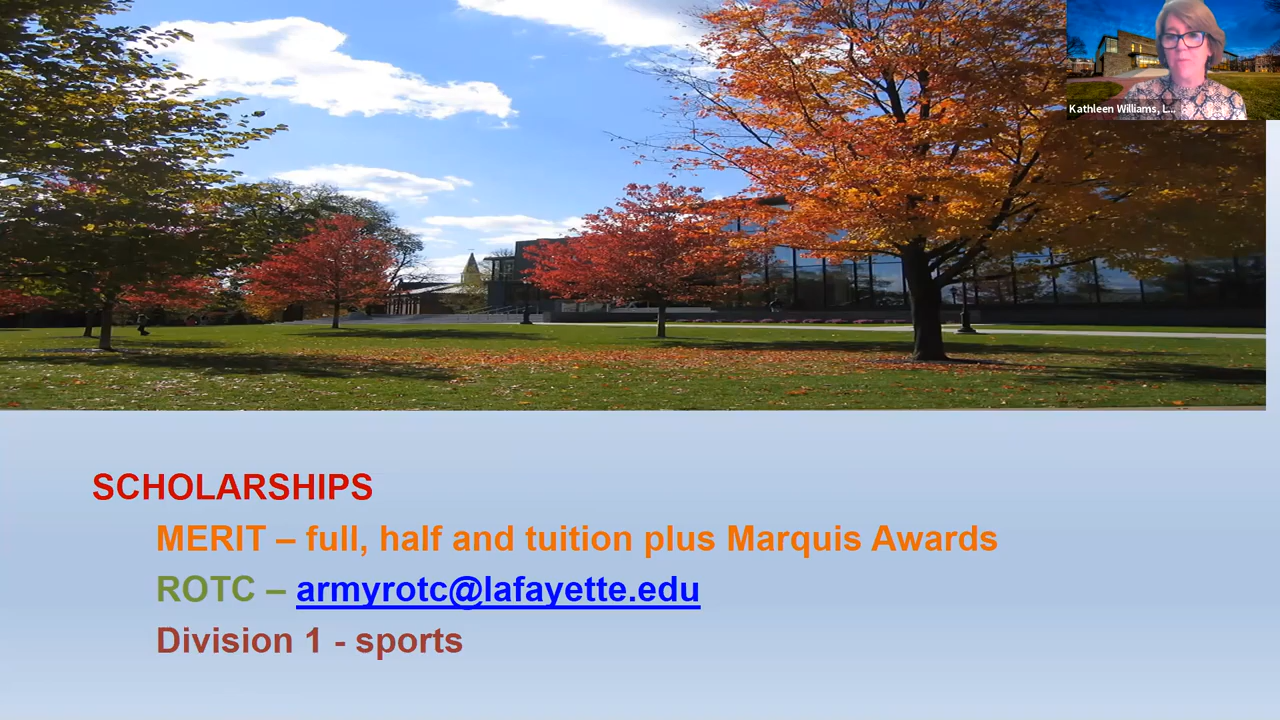 Kathleen Williams, L...
SCHOLARSHIPS
MERIT – full, half and tuition plus Marquis Awards
ROTC – armyrotc@lafayette.edu
Division 1 - sports